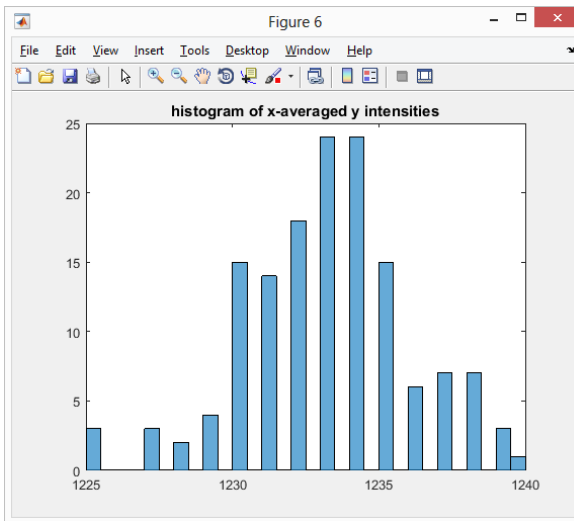 Figure 6
File Edit View Insert Tools Desktop Window Help
histogram of x-averaged y intensities
25
20
15
10
5
0
1225 1230 1235 1240